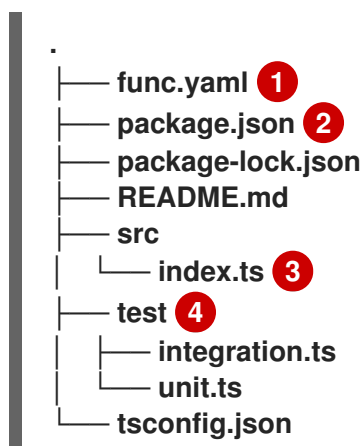 .
├── func.yaml 1
├── package.json 2
├── package-lock.json
├── README.md
├── src
│   └── index.ts 3
├── test 4
│   ├── integration.ts
│   └── unit.ts
└── tsconfig.json